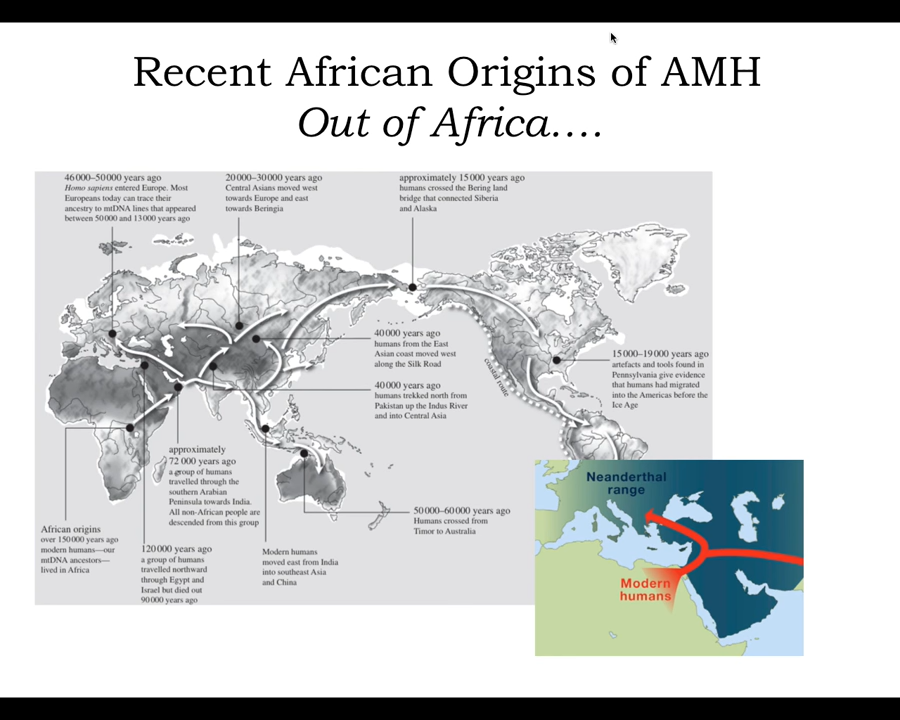 Recent African Origins of AMH
Out of Africa....
46 000–50 000 years ago
Homo sapiens entered Europe. Most
Europeans today can trace their
ancestry to mtDNA lines that appeared
between 50 000 and 13 000 years ago
20 000–30 000 years ago
Central Asians moved west
towards Europe and east
towards Beringia
approximately 15 000 years ago
humans crossed the Bering land
bridge that connected Siberia
and Alaska
40 000 years ago
humans from the East
Asian coast moved west
along the Silk Road
40 000 years ago
humans trekked north from
Pakistan up the Indus River
and into Central Asia
coastal route
15 000–19 000 years ago
artefacts and tools found in
Pennsylvania give evidence
that humans had migrated
into the Americas before the
Ice Age
approximately
72 000 years ago
a group of humans
travelled through the
southern Arabian
Peninsula towards India.
All non-African people are
descended from this group
50 000–60 000 years ago
Humans crossed from
Timor to Australia
African origins
over 150 000 years ago
modern humans—our
mtDNA ancestors—
lived in Africa
120 000 years ago
a group of humans
travelled northward
through Egypt and
Israel but died out
90 000 years ago
Modern humans
moved east from India
into southeast Asia
and China
Neanderthal
range
Modern
humans